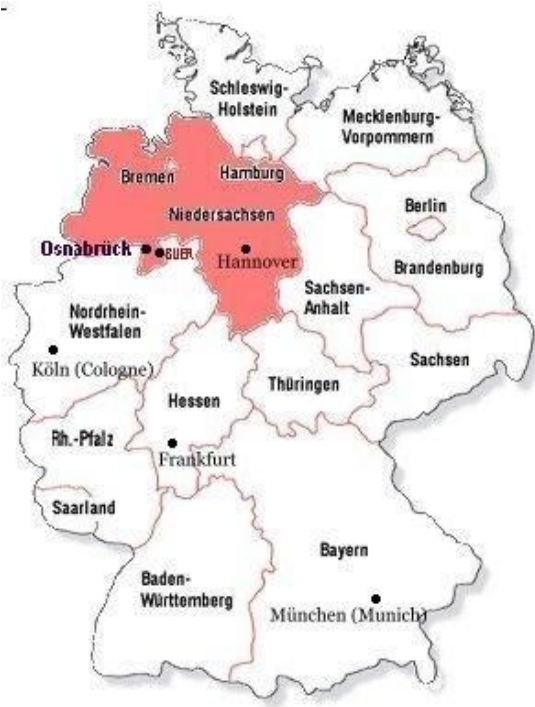 Schleswig-
Holstein
Mecklenburg-
Vorpommern
Bremen
Hamburg
Niedersachsen
Berlin
Osnabrück
BUER
Hannover
Brandenburg
Sachsen-
Anhalt
Nordrhein-
Westfalen
Köln (Cologne)
Sachsen
Thüringen
Hessen
Rh.-Pfalz
Frankfurt
Saarland
Bayern
Baden-
Württemberg
München (Munich)